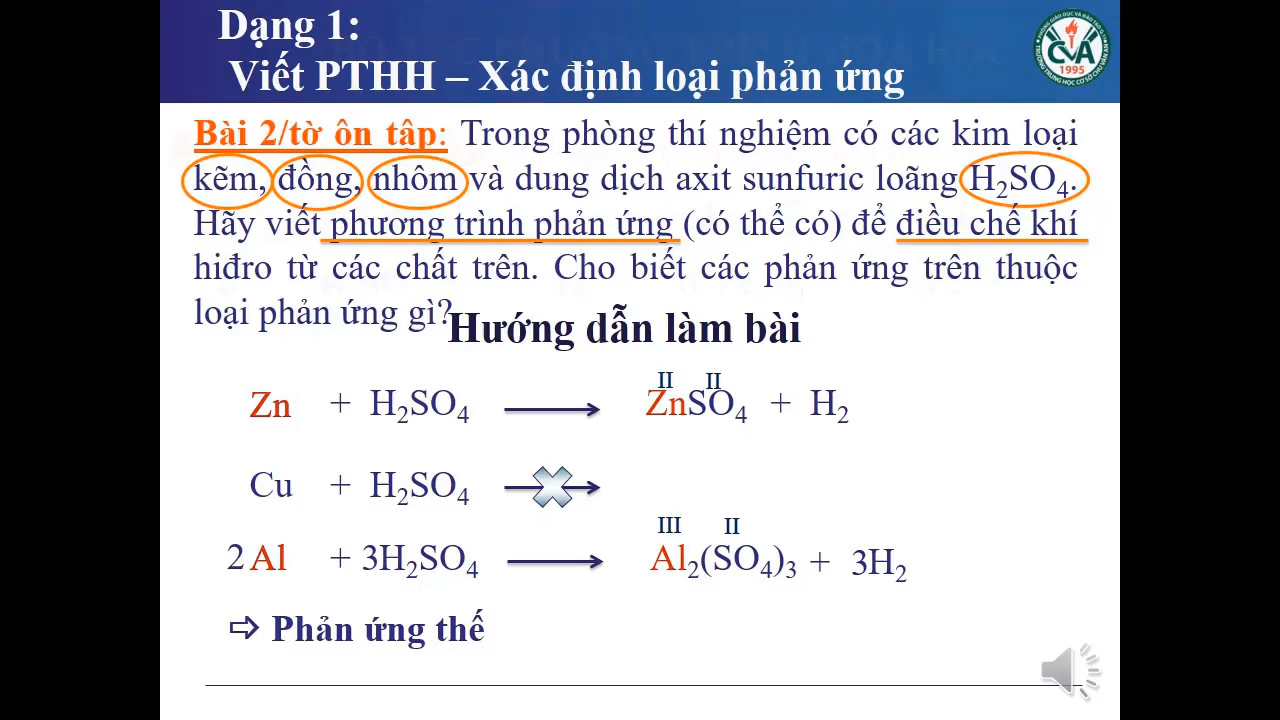 Dạng 1:
Viết PTHH – Xác định loại phản ứng
CVA
1995
Bài 2/tờ ôn tập: Trong phòng thí nghiệm có các kim loại
kẽm, đồng, nhôm và dung dịch axit sunfuric loãng H₂SO₄.
Hãy viết phương trình phản ứng (có thể có) để điều chế khí
hiđro từ các chất trên. Cho biết các phản ứng trên thuộc
loại phản ứng gì?
Hướng dẫn làm bài
II II
Zn + H₂SO₄ ⟶ ZnSO₄ + H₂
Cu + H₂SO₄ ⟶
III II
2 Al + 3H₂SO₄ ⟶ Al₂(SO₄)₃ + 3H₂
⇨ Phản ứng thế